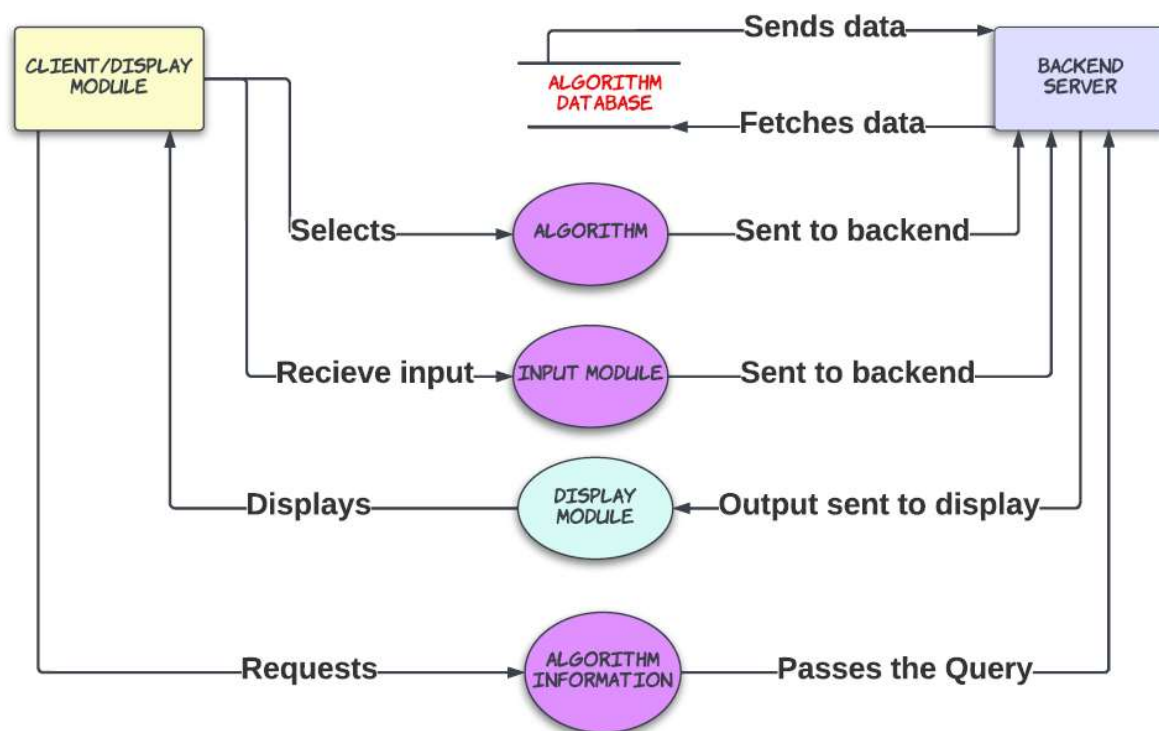 Sends data
CLIENT/DISPLAY
MODULE
ALGORITHM
DATABASE
BACKEND
SERVER
Fetches data
Selects
ALGORITHM
Sent to backend
Recieve input
INPUT MODULE
Sent to backend
Displays
DISPLAY
MODULE
Output sent to display
Requests
ALGORITHM
INFORMATION
Passes the Query